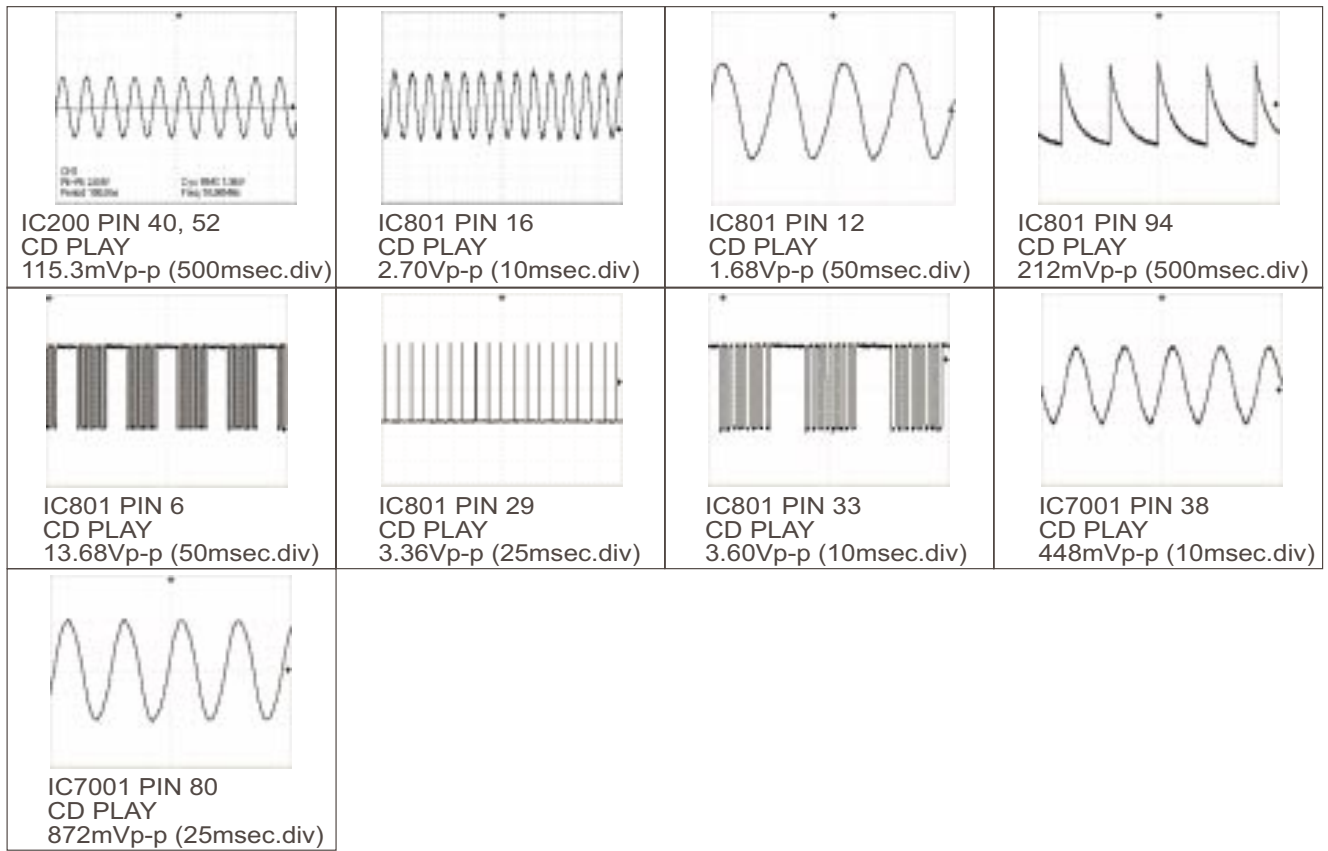 IC200 PIN 40, 52
CD PLAY
115.3mVp-p (500msec.div)
IC801 PIN 16
CD PLAY
2.70Vp-p (10msec.div)
IC801 PIN 12
CD PLAY
1.68Vp-p (50msec.div)
IC801 PIN 94
CD PLAY
212mVp-p (500msec.div)
IC801 PIN 6
CD PLAY
13.68Vp-p (50msec.div)
IC801 PIN 29
CD PLAY
3.36Vp-p (25msec.div)
IC801 PIN 33
CD PLAY
3.60Vp-p (10msec.div)
IC7001 PIN 38
CD PLAY
448mVp-p (10msec.div)
IC7001 PIN 80
CD PLAY
872mVp-p (25msec.div)